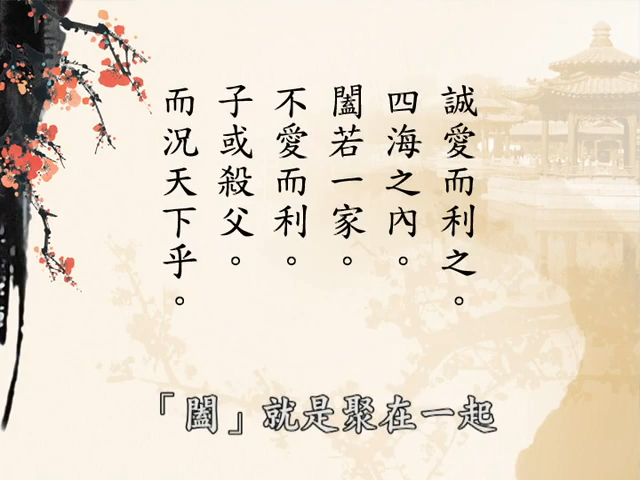 誠愛而利之。
四海之內。
闔若一家。
不愛而利。
子或殺父。
而況天下乎。
「闔」就是聚在一起